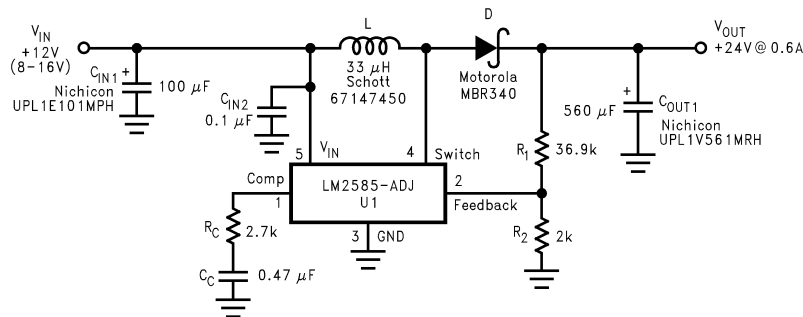 V_IN
+12V
(8-16V)
C_IN1 +
Nichicon
UPL1E101MPH
100 μF
C_IN2
0.1 μF
L
33 μH
Schott
67147450
D
Motorola
MBR340
V_OUT
+24V@0.6A
+
560 μF
C_OUT1
Nichicon
UPL1V561MRH
R_1
36.9k
5
V_IN
4
Switch
Comp
1
LM2585-ADJ
U1
2
Feedback
3
GND
R_C
2.7k
C_C
0.47 μF
R_2
2k